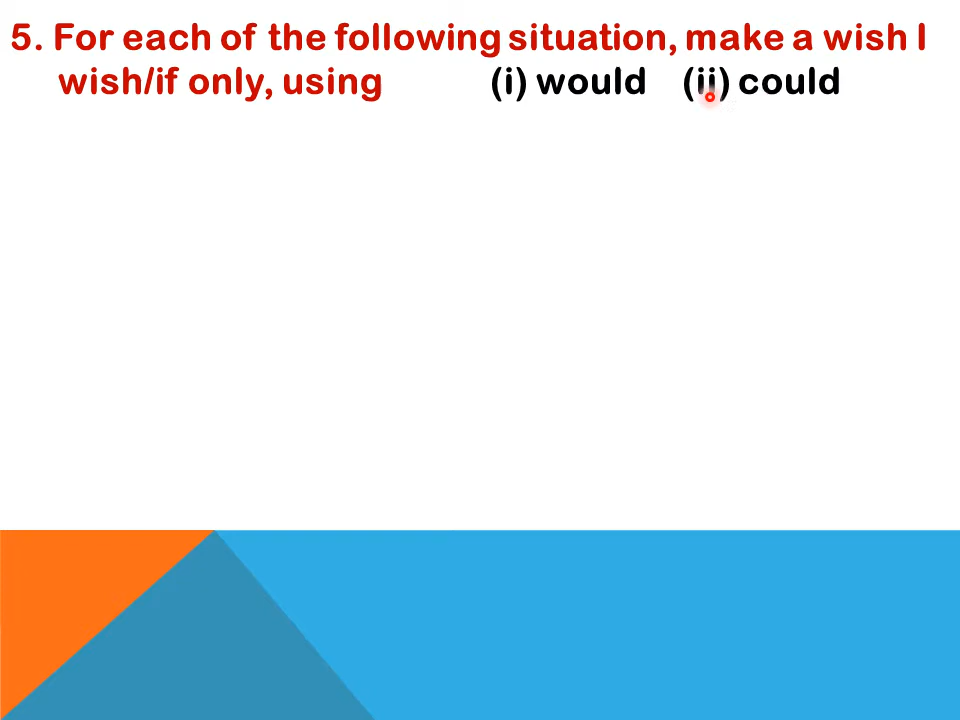 5. For each of the following situation, make a wish I
wish/if only, using (i) would (ii) could